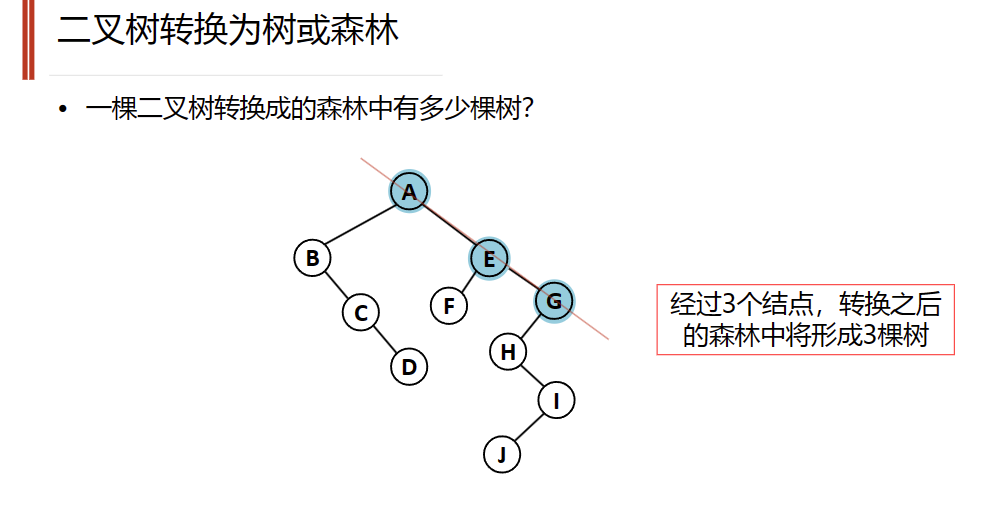 二叉树转换为树或森林
• 一棵二叉树转换成的森林中有多少棵树？
A
B
E
C
F
G
D
H
I
J
经过3个结点，转换之后
的森林中将形成3棵树